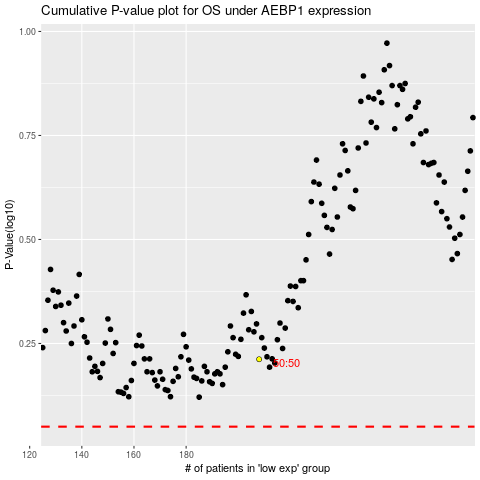 Cumulative P-value plot for OS under AEBP1 expression
P-Value(log10)
1.00
0.75
0.50
0.25
50:50
120 140 160 180
# of patients in 'low exp' group